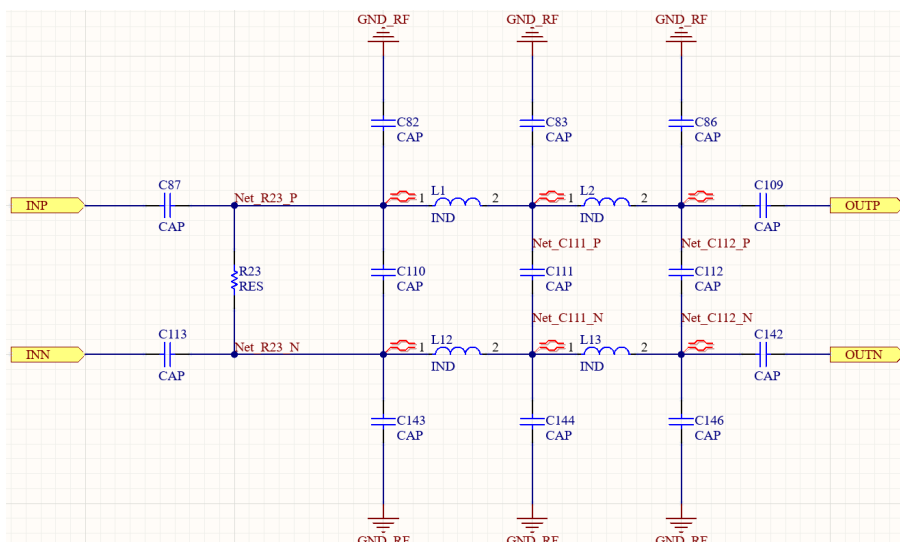 GND_RF GND_RF GND_RF
C82 C83 C86
CAP CAP CAP
C87 L1 L2 C109
INP Net_R23_P 1 2 1 2 OUTP
CAP IND IND CAP
Net_C111_P Net_C112_P
R23 C110 C111 C112
RES CAP CAP CAP
Net_C111_N Net_C112_N
C113 L12 L13 C142
INN Net_R23_N 1 2 1 2 OUTN
CAP IND IND CAP
C143 C144 C146
CAP CAP CAP
GND_RF GND_RF GND_RF